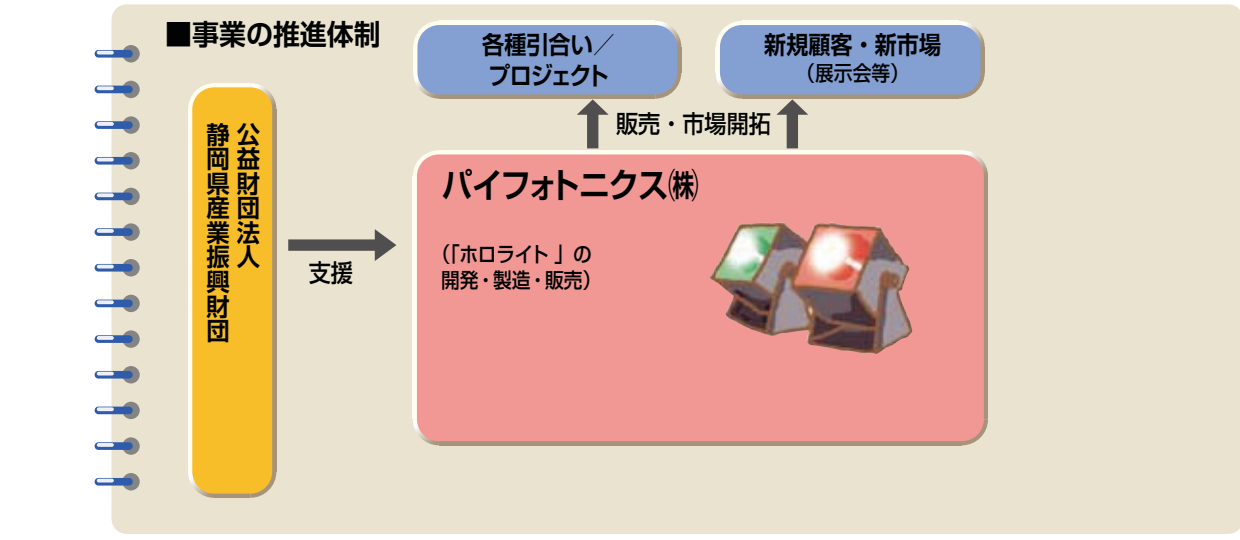 ■事業の推進体制
各種引合い／
プロジェクト
新規顧客・新市場
（展示会等）
販売・市場開拓
公益財団法人
静岡県産業振興財団
支援
パイフォトニクス㈱
（｢ホロライト｣の
開発・製造・販売）